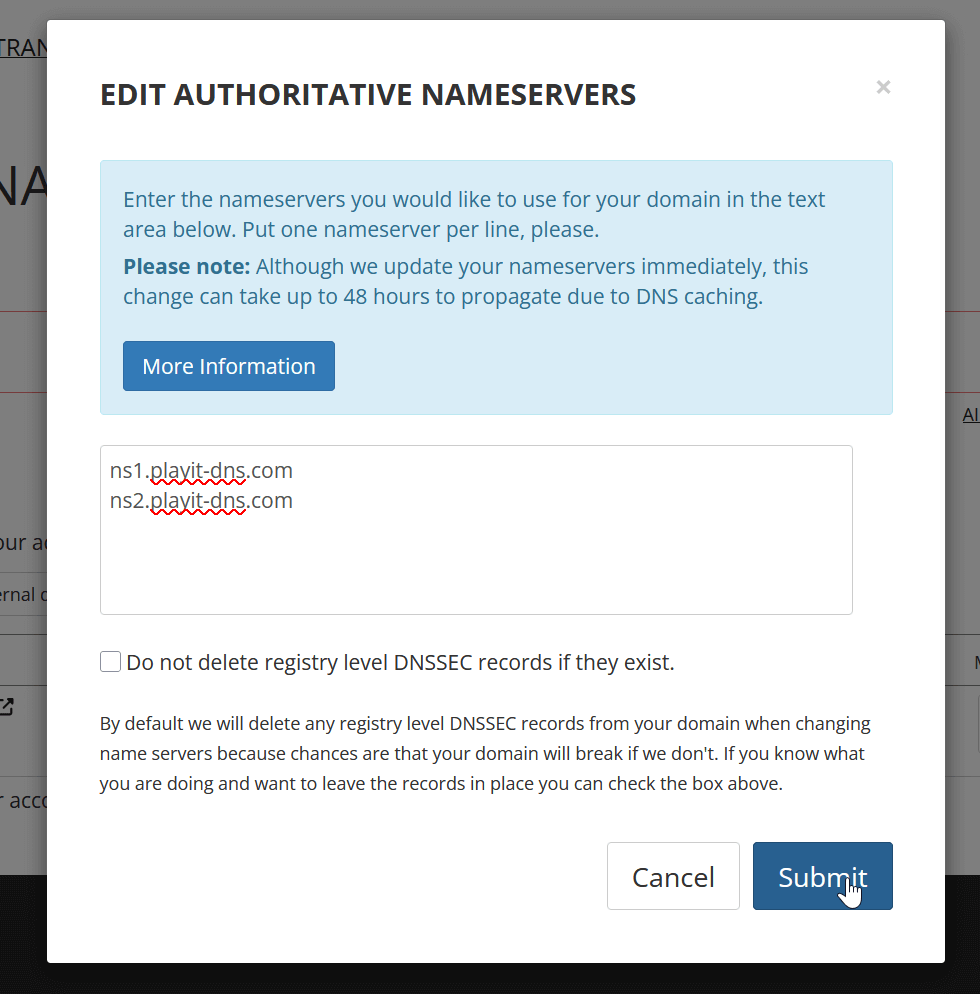 TRAN
NA
EDIT AUTHORITATIVE NAMESERVERS
×
Enter the nameservers you would like to use for your domain in the text
area below. Put one nameserver per line, please.
Please note: Although we update your nameservers immediately, this
change can take up to 48 hours to propagate due to DNS caching.
More Information
Al
ns1.playit-dns.com
ns2.playit-dns.com
our ac
ernal d
Do not delete registry level DNSSEC records if they exist.
By default we will delete any registry level DNSSEC records from your domain when changing
name servers because chances are that your domain will break if we don't. If you know what
you are doing and want to leave the records in place you can check the box above.
r acco
Cancel
Submit